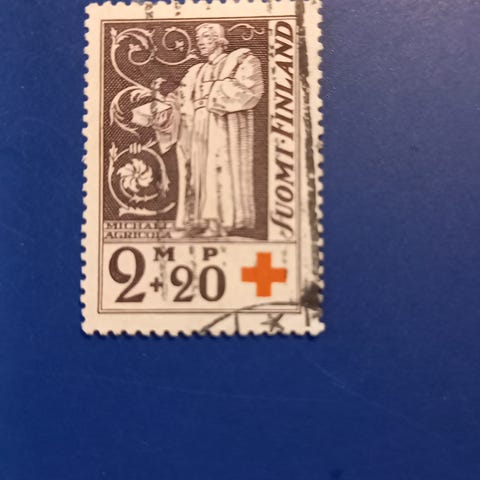 SUOMI·FINLAND
MICHAEL
AGRICOLA
M P
2+20